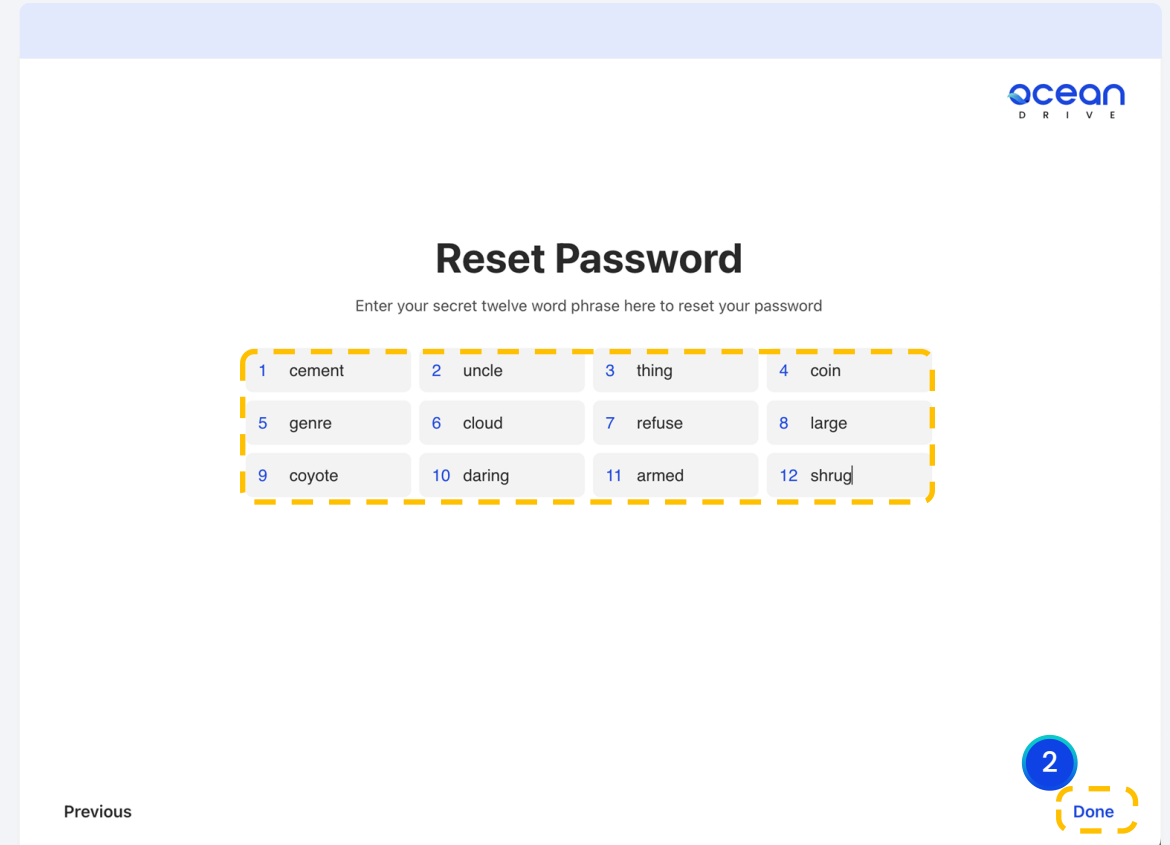 ocean
DRIVE
Reset Password
Enter your secret twelve word phrase here to reset your password
1 cement 2 uncle 3 thing 4 coin
5 genre 6 cloud 7 refuse 8 large
9 coyote 10 daring 11 armed 12 shrug
2
Previous Done